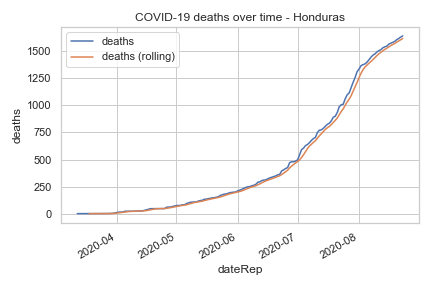 COVID-19 deaths over time - Honduras
deaths
deaths (rolling)
1500
1250
1000
750
500
250
0
deaths
2020-04
2020-05
2020-06
2020-07
2020-08
dateRep